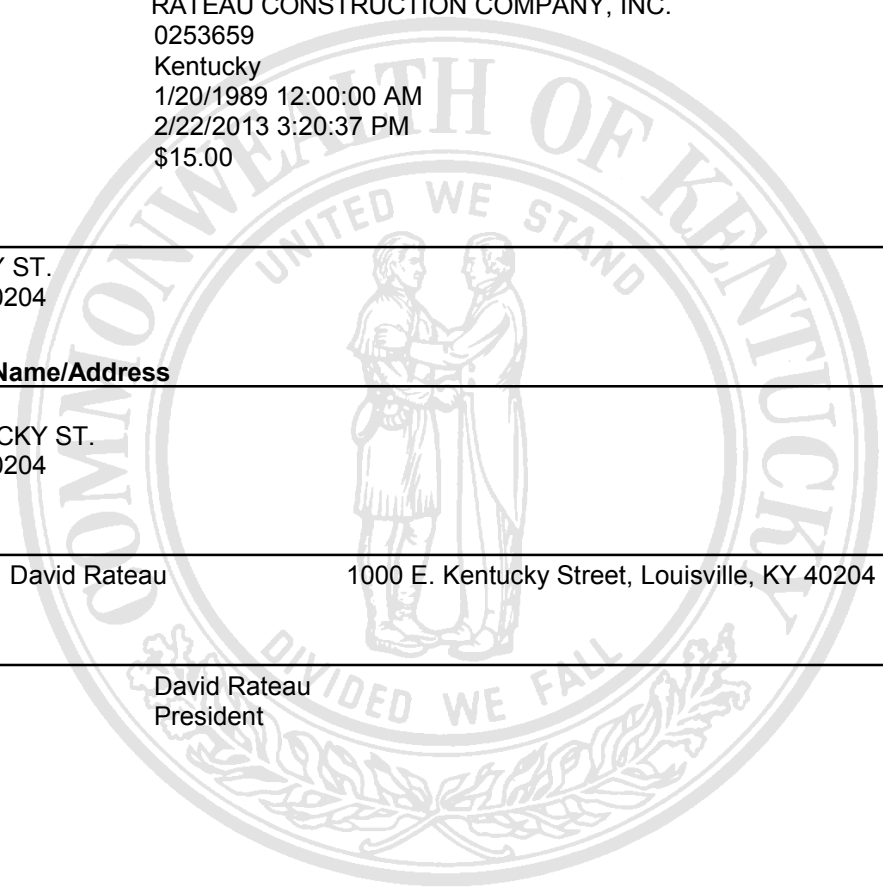 RATEAU CONSTRUCTION COMPANY, INC.
0253659
Kentucky
1/20/1989 12:00:00 AM
2/22/2013 3:20:37 PM
$15.00
Y ST.
0204
Name/Address
CKY ST.
0204
David Rateau 1000 E. Kentucky Street, Louisville, KY 40204
David Rateau
President
COMMONWEALTH OF KENTUCKY
UNITED WE STAND
DIVIDED WE FALL